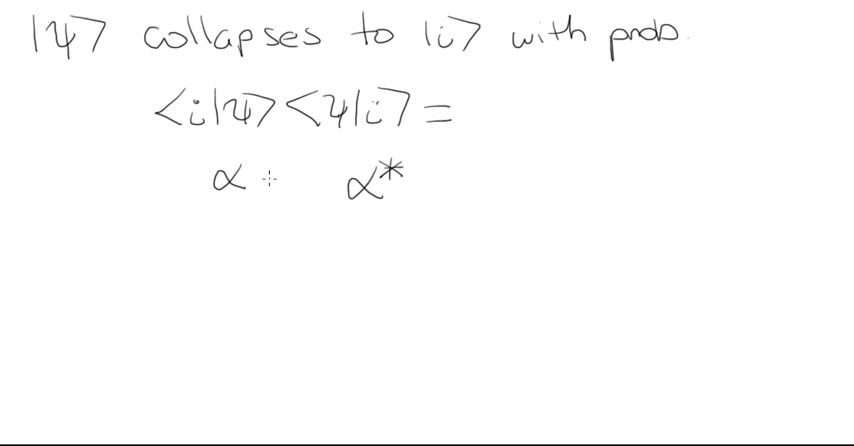 |ψ> collapses to |i> with prob.
<i|ψ><ψ|i> =
α α*